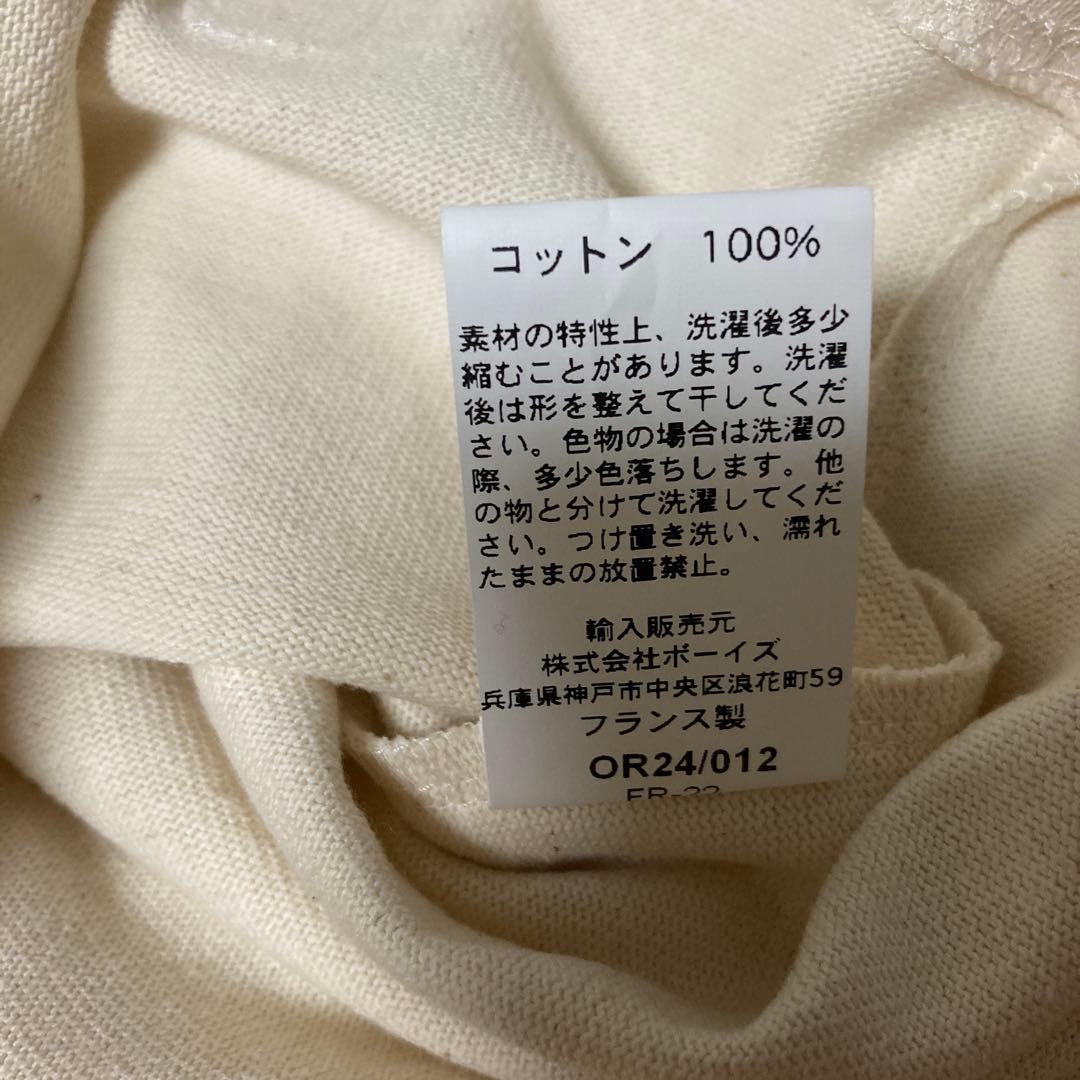 コットン 100%
素材の特性上、洗濯後多少
縮むことがあります。洗濯
後は形を整えて干してくだ
さい。色物の場合は洗濯の
際、多少色落ちします。他
の物と分けて洗濯してくだ
さい。つけ置き洗い、濡れ
たままの放置禁止。
輸入販売元
株式会社ボーイズ
兵庫県神戸市中央区浪花町59
フランス製
OR24/012